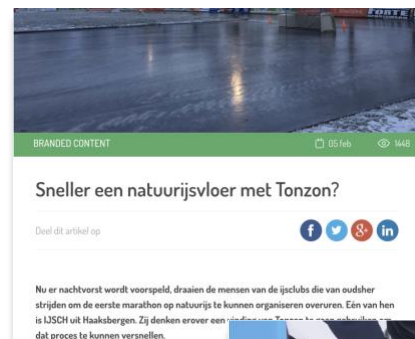 BRANDED CONTENT 05 feb 1448
Sneller een natuurijsvloer met Tonzon?
Deel dit artikel op
Nu er nachtvorst wordt voorspeld, draaien de mensen van de ijsclubs die van oudsher
strijden om de eerste marathon op natuurijs te kunnen organiseren overuren. Eén van hen
is IJSCH uit Haaksbergen. Zij denken erover een
dat proces te kunnen versnellen.